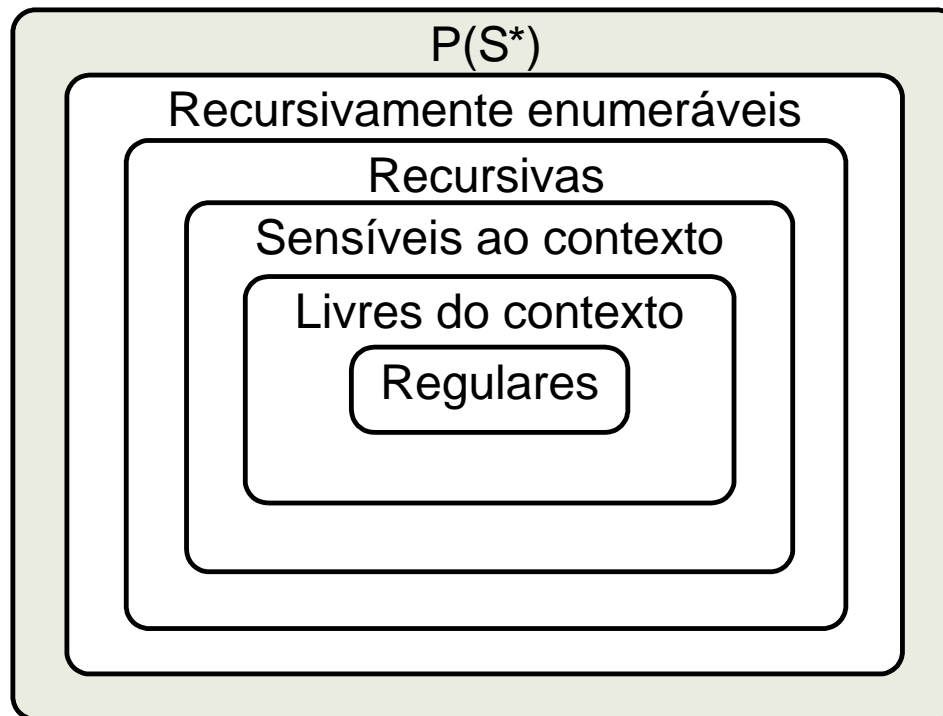 P(S*)
Recursivamente enumeráveis
Recursivas
Sensíveis ao contexto
Livres do contexto
Regulares